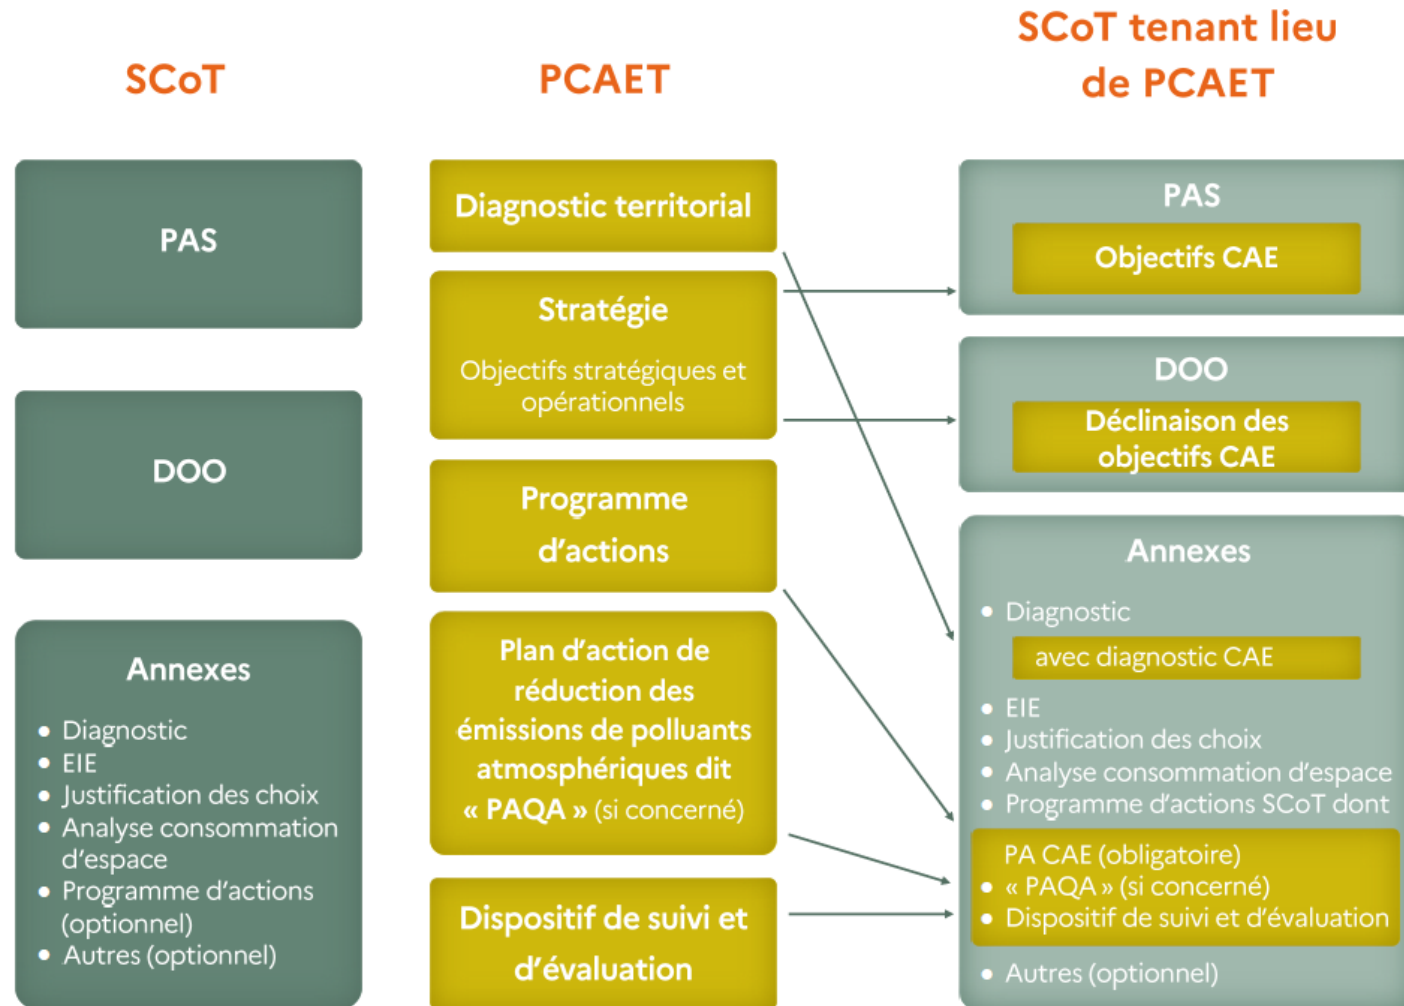 SCoT
PAS
DOO
Annexes
• Diagnostic
• EIE
• Justification des choix
• Analyse consommation
d'espace
• Programme d'actions
(optionnel)
• Autres (optionnel)
PCAET
Diagnostic territorial
Stratégie
Objectifs stratégiques et
opérationnels
Programme
d'actions
Plan d'action de
réduction des
émissions de polluants
atmosphériques dit
« PAQA » (si concerné)
Dispositif de suivi et
d'évaluation
SCoT tenant lieu
de PCAET
PAS
Objectifs CAE
DOO
Déclinaison des
objectifs CAE
Annexes
• Diagnostic
avec diagnostic CAE
• EIE
• Justification des choix
• Analyse consommation d'espace
• Programme d'actions SCoT dont
PA CAE (obligatoire)
• « PAQA » (si concerné)
• Dispositif de suivi et d'évaluation
• Autres (optionnel)